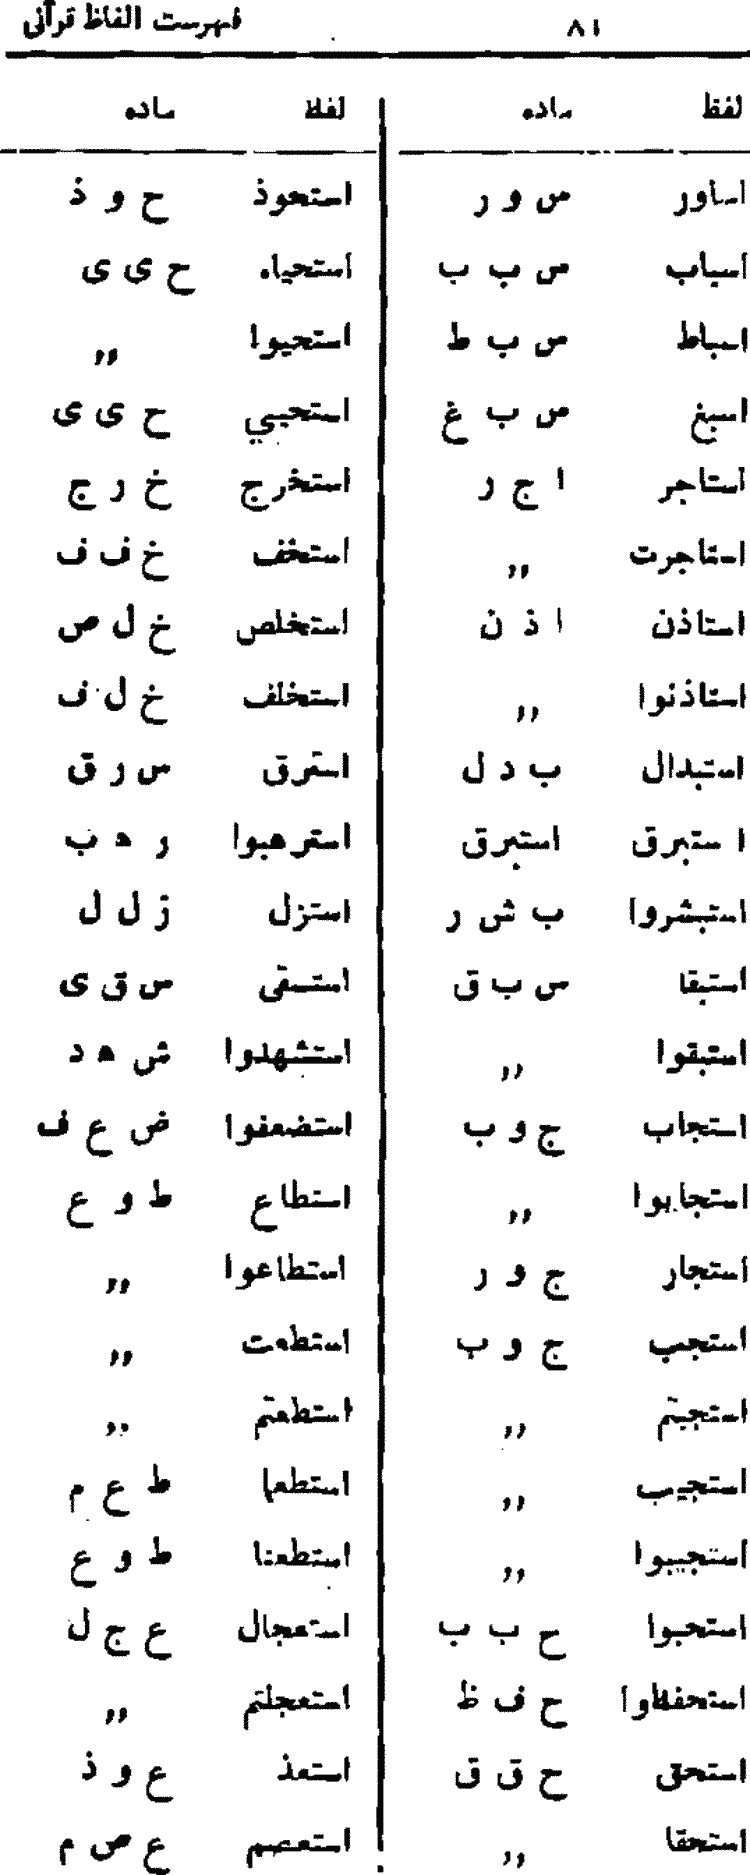 ۸۱ فہرست الفاظ قرآنی
لفظ ماده
اساور س و ر
اسباب س ب ب
اسباط س ب ط
اسبغ س ب غ
استاجر ا ج ر
استاجرت ,,
استاذن ا ذ ن
استاذنوا ,,
استبدال ب د ل
استبرق استبرق
استبشروا ب ش ر
استبقا س ب ق
استبقوا ,,
استجاب ج و ب
استجابوا ,,
استجار ج و ر
استجب ج و ب
استجبتم ,,
استجیب ,,
استجیبوا ,,
استحبوا ح ب ب
استحفظوا ح ف ظ
استحق ح ق ق
استحقا ,,
لفظ ماده
استحوذ ح و ذ
استحیاء ح ی ی
استحیوا ,,
استحیی ح ی ی
استخرج خ ر ج
استخف خ ف ف
استخلص خ ل ص
استخلف خ ل ف
استرق س ر ق
استرهبوا ر ه ب
استزل ز ل ل
استسقی س ق ی
استشهدوا ش ه د
استضعفوا ض ع ف
استطاع ط و ع
استطاعوا ,,
استطعت ,,
استطعتم ,,
استطعما ط ع م
استطعنا ط و ع
استعجال ع ج ل
استعجلتم ,,
استعذ ع و ذ
استعصم ع ص م